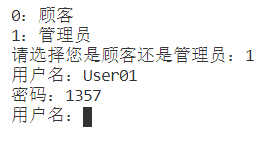 0：顾客
1：管理员
请选择您是顾客还是管理员：1
用户名：User01
密码：1357
用户名：